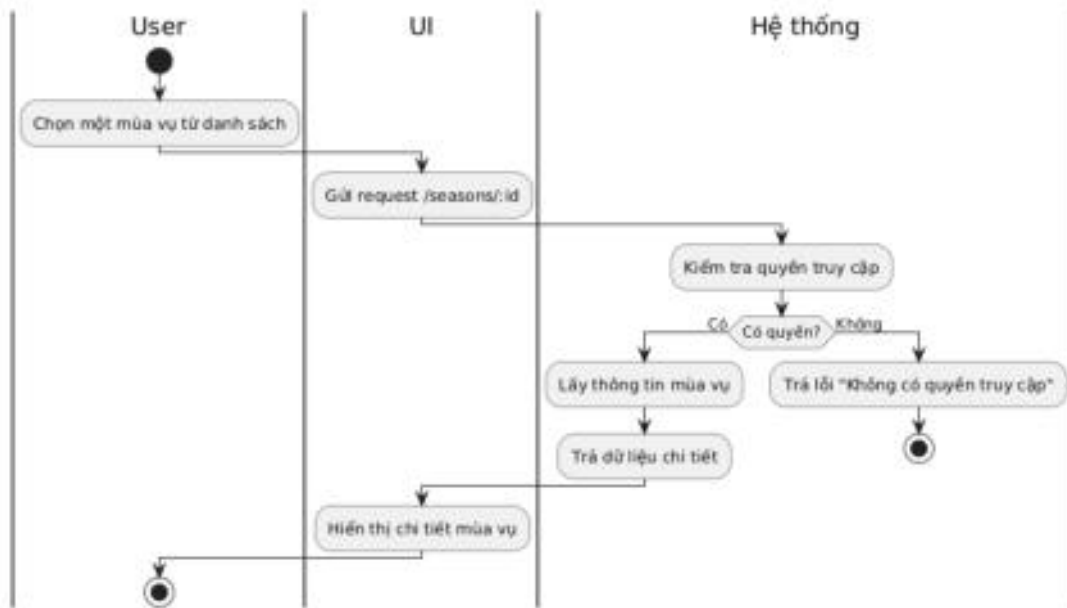 User
UI
Hệ thống
Chọn một mùa vụ từ danh sách
Gửi request /seasons/:id
Kiểm tra quyền truy cập
Có
Có quyền?
Không
Lấy thông tin mùa vụ
Trả lỗi "Không có quyền truy cập"
Trả dữ liệu chi tiết
Hiển thị chi tiết mùa vụ